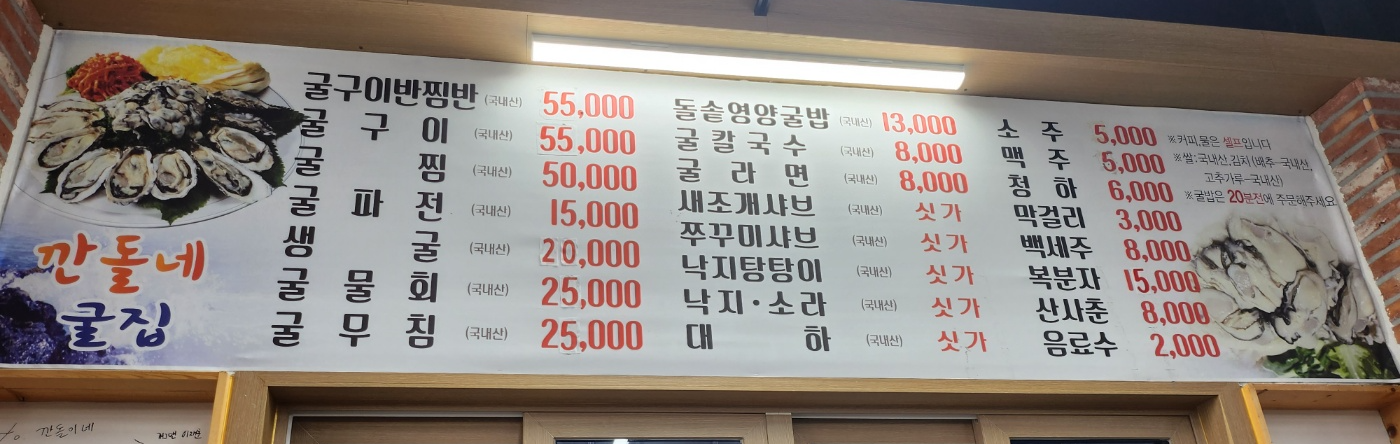 깐돌네
굴집
굴구이반찜반 (국내산) 55,000
굴구이 (국내산) 55,000
굴찜 (국내산) 50,000
굴파전 (국내산) 15,000
생굴 (국내산) 20,000
굴물회 (국내산) 25,000
굴무침 (국내산) 25,000
돌솥영양굴밥 (국내산) 13,000
굴칼국수 (국내산) 8,000
굴라면 (국내산) 8,000
새조개샤브 (국내산) 싯가
쭈꾸미샤브 (국내산) 싯가
낙지탕탕이 (국내산) 싯가
낙지·소라 (국내산) 싯가
대하 (국내산) 싯가
소주 5,000
맥주 5,000
청하 6,000
막걸리 3,000
백세주 8,000
복분자 15,000
산사춘 8,000
음료수 2,000
※커피,물은 셀프입니다
※쌀:국내산,김치(배추-국내산,
고추가루-국내산)
※굴밥은 20분전에 주문해주세요
깐돌이네